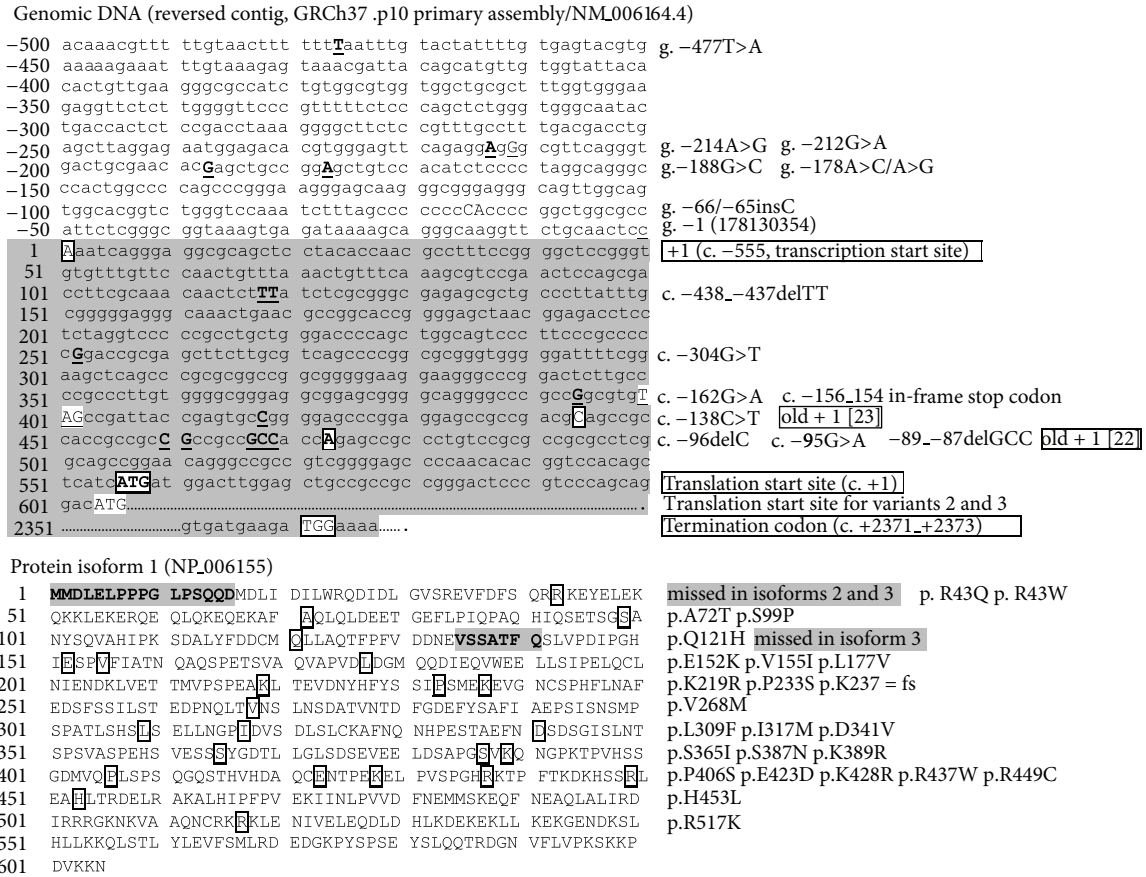 Genomic DNA (reversed contig, GRCh37 .p10 primary assembly/NM_006164.4)
−500 acaaacgttt ttgtaacttt tttTaatttg tactattttg tgagtacgtg g. −477T>A
−450 aaaaagaaat ttgtaaagag taaacgatta cagcatgttg tggtattaca
−400 cactgttgaa gggcgccatc tgtggcgtgg tggctgcgct ttggtgggaa
−350 gaggttctct tggggttccc gtttttctcc cagctctggg tgggcaatac
−300 tgaccactct ccgacctaaa ggggcttctc cgtttgcctt tgacgacctg
−250 agcttaggag aatggagaca cgtgggagtt cagaggAgGg cgttcagggt g. −214A>G g. −212G>A
−200 gactgcgaac acGagctgcc ggAgctgtcc acatctcccc taggcagggc g.−188G>C g. −178A>C/A>G
−150 ccactggccc cagcccggga agggagcaag ggcgggaggg cagttggcag
−100 tggcacggtc tgggtccaaa tctttagccc ccccCAcccc ggctggcgcc g. −66/−65insC
−50 attctcgggc ggtaaagtga gataaaagca gggcaaggtt ctgcaactcc g. −1 (178130354)
1 Aaatcaggga ggcgcagctc ctacaccaac gcctttccgg ggctccgggt +1 (c. −555, transcription start site)
51 gtgtttgttc caactgttta aactgtttca aagcgtccga actccagcga
101 ccttcgcaaa caactctTTa tctcgcgggc gagagcgctg cccttatttg c. −438_−437delTT
151 cgggggaggg caaactgaac gccggcaccg gggagctaac ggagacctcc
201 tctaggtccc ccgcctgctg ggaccccagc tggcagtccc ttcccgcccc
251 cGgaccgcga gcttcttgcg tcagccccgg cgcgggtggg ggattttcgg c. −304G>T
301 aagctcagcc cgcgcggccg gcgggggaag gaagggcccg gactcttgcc
351 ccgcccttgt ggggcgggag gcggagcggg gcaggggccc gccGgcgtgT c. −162G>A c. −156_154 in-frame stop codon
401 AGccgattac cgagtgcCgg ggagcccgga ggagccgccg acgCagccgc c. −138C>T old + 1 [23]
451 caccgccgcC GccgccGCCa ccAgagccgc cctgtccgcg ccgcgcctcg c. −96delC c. −95G>A −89_−87delGCC old + 1 [22]
501 gcagccggaa cagggccgcc gtcggggagc cccaacacac ggtccacagc
551 tcatcATGat ggacttggag ctgccgccgc cgggactccc gtcccagcag Translation start site (c. +1)
601 gacATG........................................ . Translation start site for variants 2 and 3
2351 ....................gtgatgaaga TGGaaaa...... . Termination codon (c. +2371_+2373)
Protein isoform 1 (NP_006155)
1 MMDLELPPPG LPSQQDMDLI DILWRQDIDL GVSREVFDFS QRRKEYELEK missed in isoforms 2 and 3 p. R43Q p. R43W
51 QKKLEKERQE QLQKEQEKAF AQLQLDEETG EFLPIQPAQ HIQSETSGSA p.A72T p.S99P
101 NYSQVAHIPK SDALYFDDCM QLLAQTFPFV DDNEVSSATF QSLVPDIPGH p.Q121H missed in isoform 3
151 IESPVFIATN QAQSPETSVA QVAPVDLDGM QQDIEQVWEE LLSIPELQCL p.E152K p.V155I p.L177V
201 NIENDKLVET TMVPSPEAKL TEVDNYHFYS SIPSMEKEVG NCSPHFLNAF p.K219R p.P233S p.K237 = fs
251 EDSFSSILST EDPNQLTVNS LNSDATVNTD FGDEFYSAFI AEPSISNSMP p.V268M
301 SPATLSHSLS ELLNGPIDVS DLSLCKAFNQ NHPESTAEFN DSDSGISLNT p.L309F p.I317M p.D341V
351 SPSVASPEHS VESSSYGDTL LGLSDSEVEE LDSAPGSVKQ NGPKTPVHSS p.S365I p.S387N p.K389R
401 GDMVQPLSPS QGQSTHVHDA QCENTPEKEL PVSPGHRKTP FTKDKHSSRL p.P406S p.E423D p.K428R p.R437W p.R449C
451 EAHLTRDELR AKALHIPFPV EKIINLPVVD FNEMMSKEQF NEAQLALIRD p.H453L
501 IRRRGKNKVA AQNCRKRKLE NIVELEQDLD HLKDEKEKLL KEKGENDKSL p.R517K
551 HLLKKQLSTL YLEVFSMLRD EDGKPYSPSE YSLQQTRDGN VFLVPKSKKP
601 DVKKN